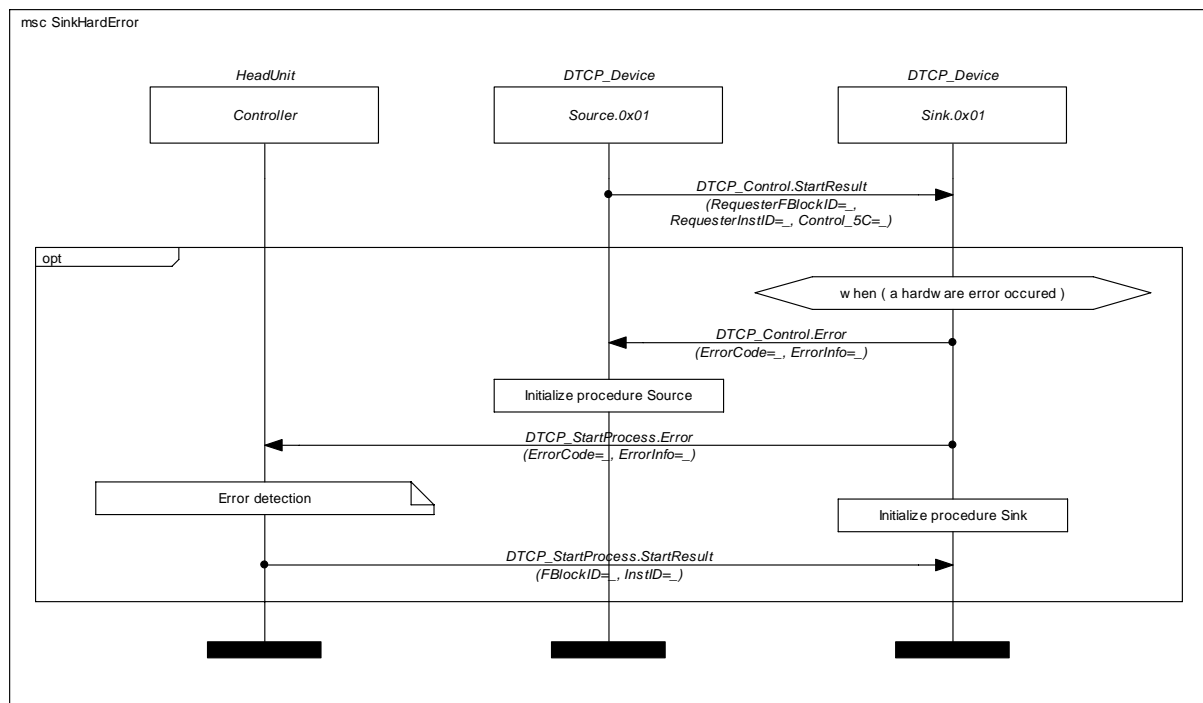 msc SinkHardError
HeadUnit
DTCP_Device
DTCP_Device
Controller
Source.0x01
Sink.0x01
DTCP_Control.StartResult
(RequesterFBlockID=_,
RequesterInstID=_, Control_5C=_)
opt
when ( a hardware error occured )
DTCP_Control.Error
(ErrorCode=_, ErrorInfo=_)
Initialize procedure Source
DTCP_StartProcess.Error
(ErrorCode=_, ErrorInfo=_)
Error detection
Initialize procedure Sink
DTCP_StartProcess.StartResult
(FBlockID=_, InstID=_)